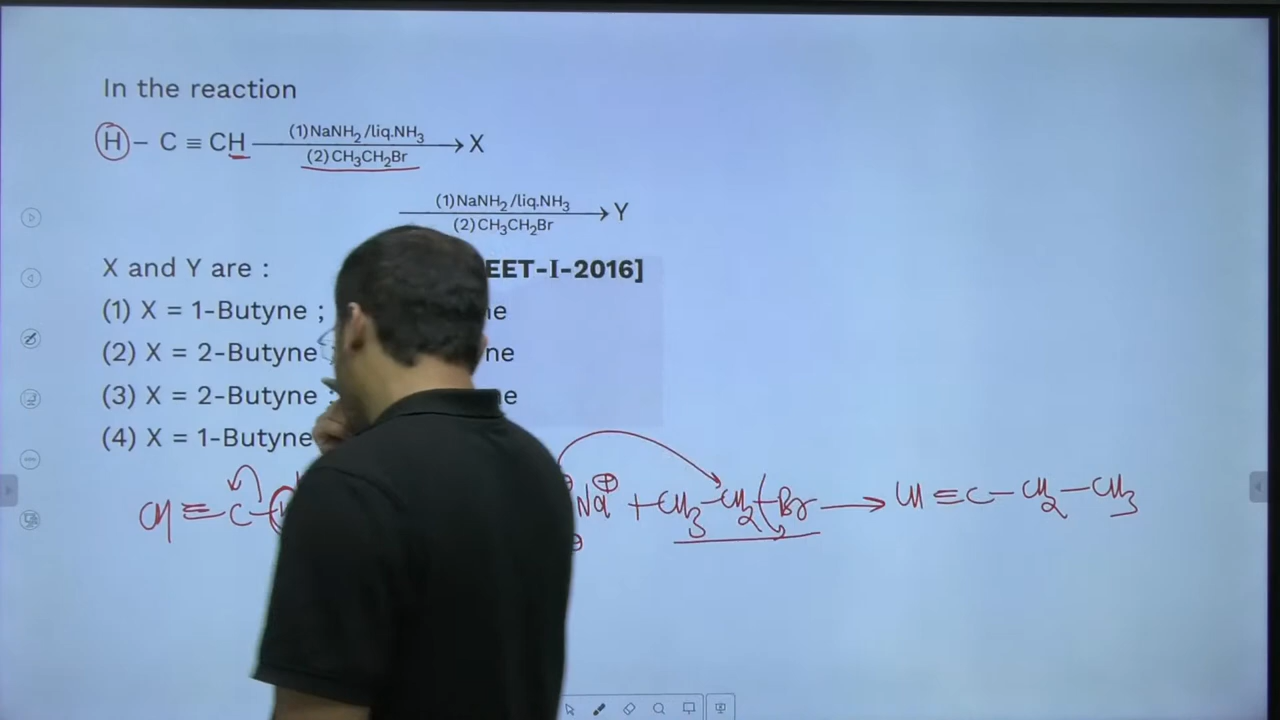 In the reaction
H – C ≡ CH (1)NaNH₂/liq.NH₃ (2)CH₃CH₂Br → X
(1)NaNH₂/liq.NH₃ (2)CH₃CH₂Br → Y
X and Y are : EET-I-2016]
(1) X = 1-Butyne ; ne
(2) X = 2-Butyne ne
(3) X = 2-Butyne : e
(4) X = 1-Butyne
CH ≡ C – Na⊕ + CH₃–CH₂–Br → CH ≡ C – CH₂ – CH₃